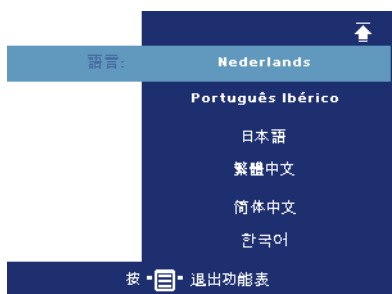 語言: Nederlands
Português Ibérico
日本語
繁體中文
简体中文
한국어
按 退出功能表